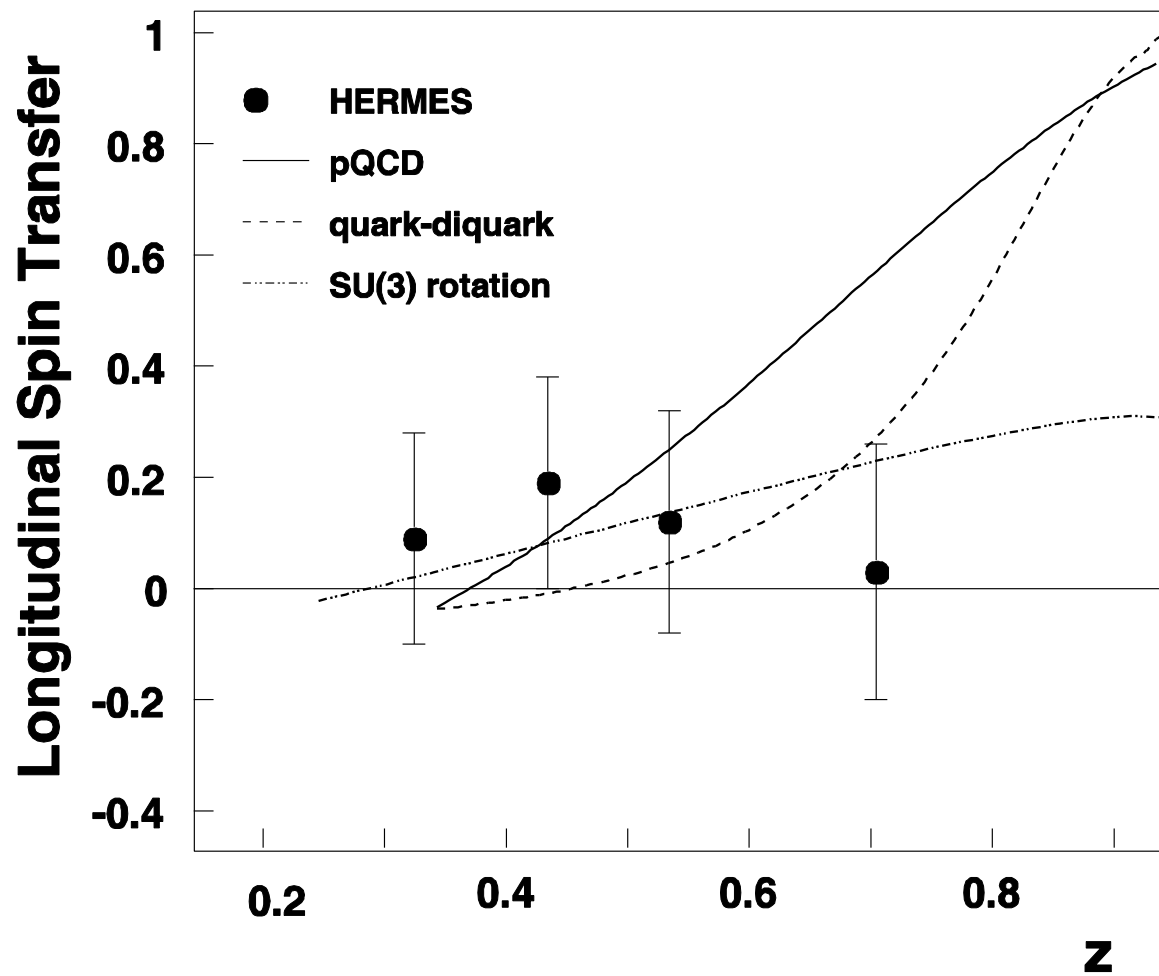 Longitudinal Spin Transfer
1
0.8
0.6
0.4
0.2
0
-0.2
-0.4
HERMES
pQCD
quark-diquark
SU(3) rotation
0.2 0.4 0.6 0.8
z